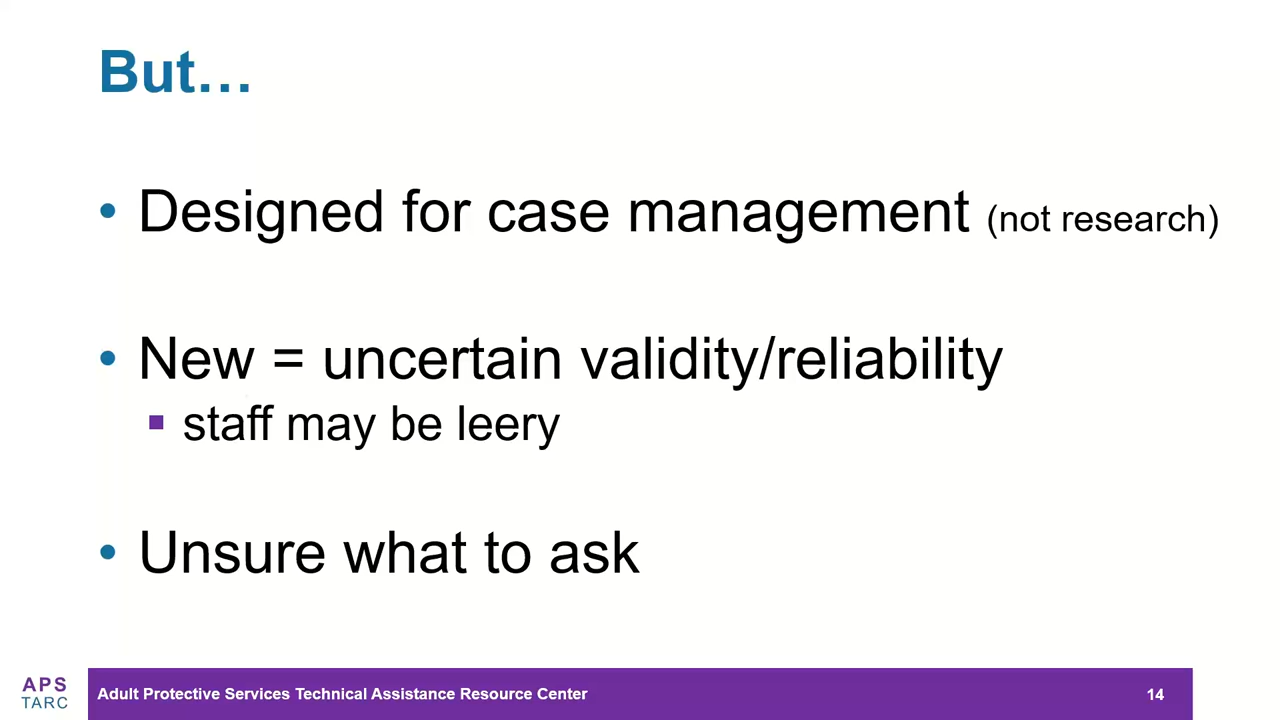 But…
• Designed for case management (not research)
• New = uncertain validity/reliability
▪ staff may be leery
• Unsure what to ask
APS
TARC
Adult Protective Services Technical Assistance Resource Center
14